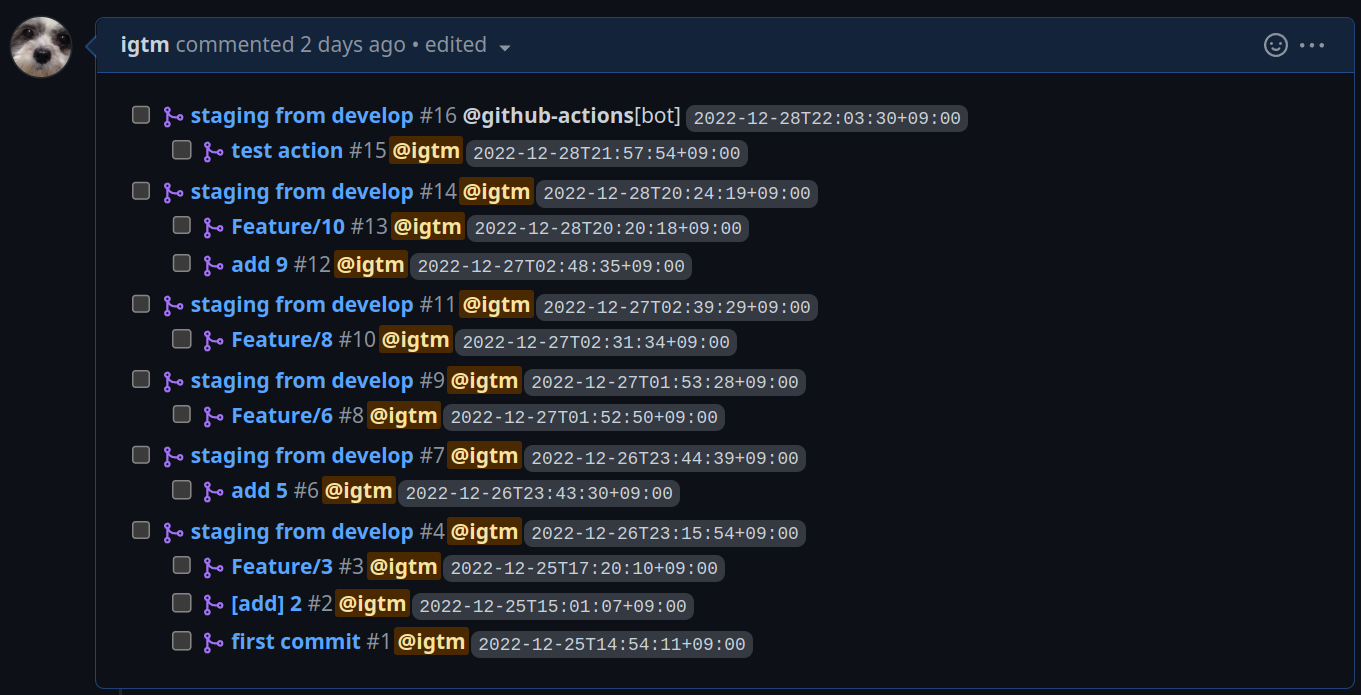 igtm commented 2 days ago • edited
staging from develop #16 @github-actions[bot] 2022-12-28T22:03:30+09:00
test action #15 @igtm 2022-12-28T21:57:54+09:00
staging from develop #14 @igtm 2022-12-28T20:24:19+09:00
Feature/10 #13 @igtm 2022-12-28T20:20:18+09:00
add 9 #12 @igtm 2022-12-27T02:48:35+09:00
staging from develop #11 @igtm 2022-12-27T02:39:29+09:00
Feature/8 #10 @igtm 2022-12-27T02:31:34+09:00
staging from develop #9 @igtm 2022-12-27T01:53:28+09:00
Feature/6 #8 @igtm 2022-12-27T01:52:50+09:00
staging from develop #7 @igtm 2022-12-26T23:44:39+09:00
add 5 #6 @igtm 2022-12-26T23:43:30+09:00
staging from develop #4 @igtm 2022-12-26T23:15:54+09:00
Feature/3 #3 @igtm 2022-12-25T17:20:10+09:00
[add] 2 #2 @igtm 2022-12-25T15:01:07+09:00
first commit #1 @igtm 2022-12-25T14:54:11+09:00